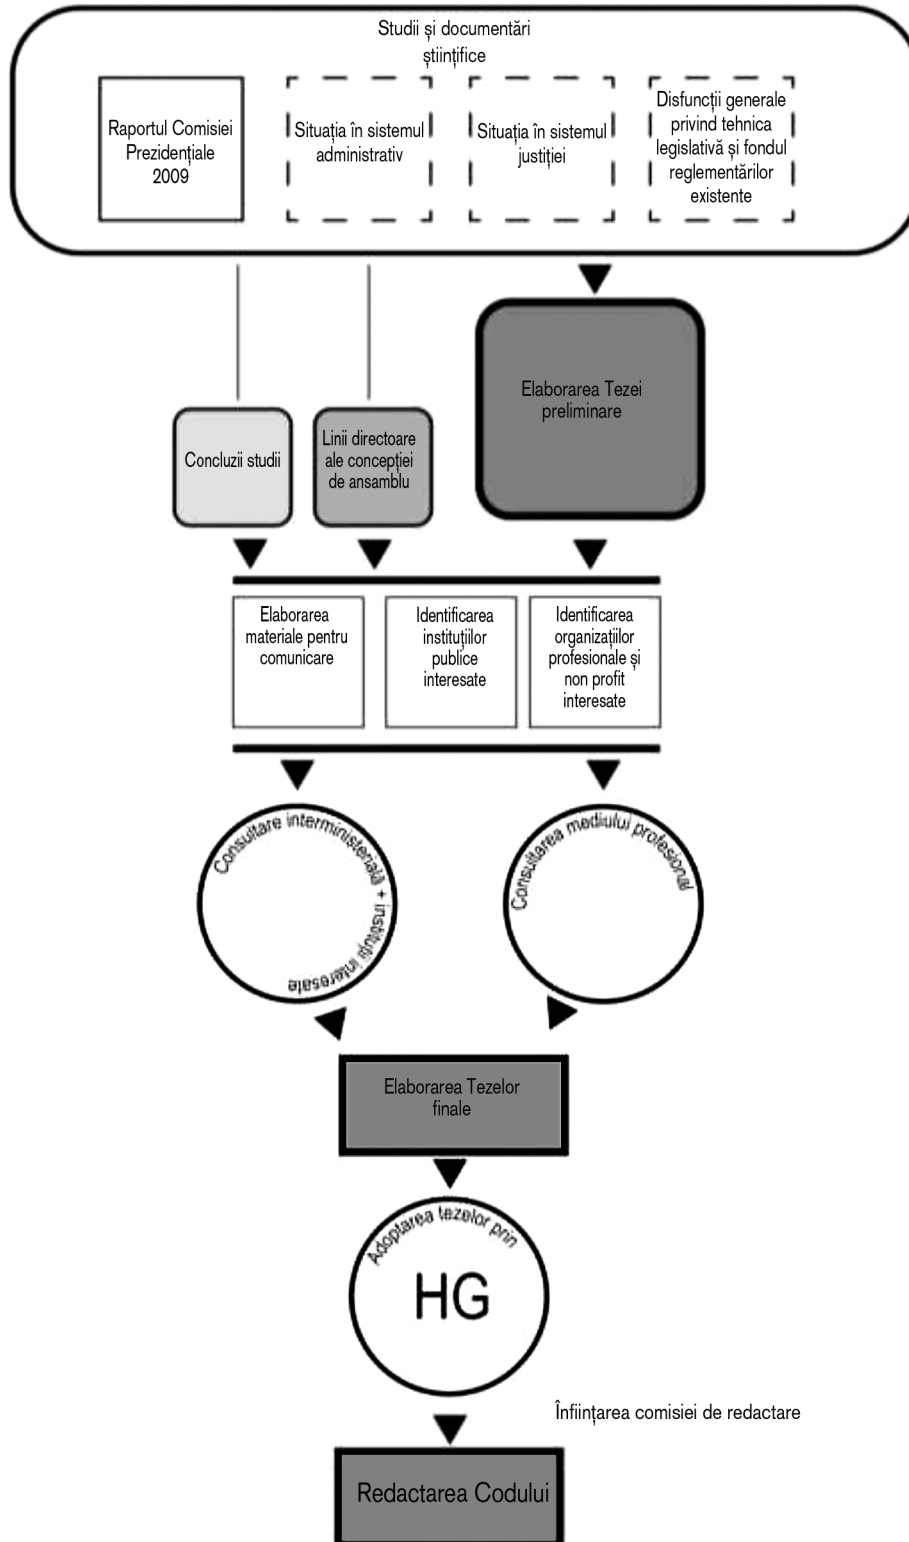 Studii și documentări
științifice
Raportul Comisiei
Prezidențiale
2009
Situația în sistemul
administrativ
Situația în sistemul
justiției
Disfuncții generale
privind tehnica
legislativă și fondul
reglementărilor
existente
Elaborarea Tezei
preliminare
Concluzii studii
Linii directoare
ale concepției
de ansamblu
Elaborarea
materiale pentru
comunicare
Identificarea
instituțiilor
publice
interesate
Identificarea
organizațiilor
profesionale și
non profit
interesate
Consultare interministerială + instituții interesate
Consultarea mediului profesional
Elaborarea Tezelor
finale
Adoptarea tezelor prin
HG
Înființarea comisiei de redactare
Redactarea Codului